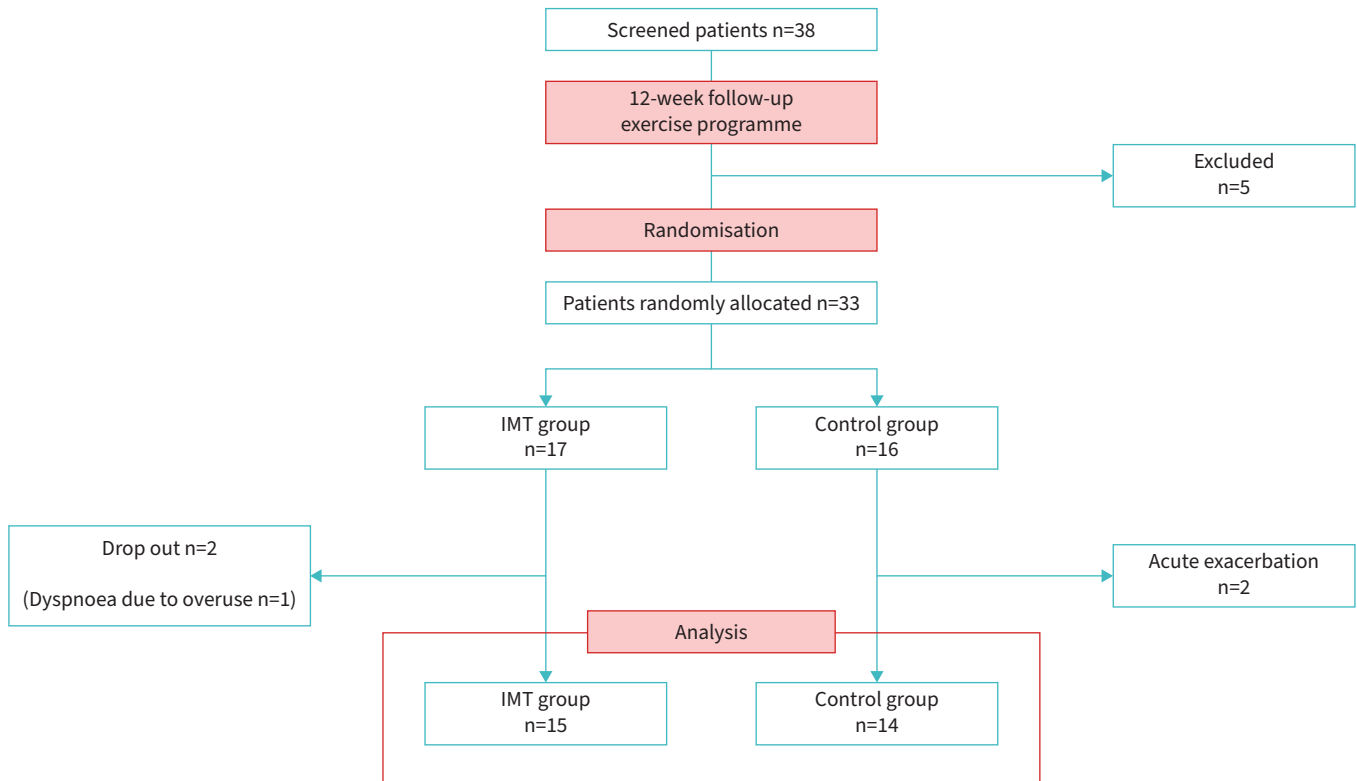 Screened patients n=38
12-week follow-up
exercise programme
Excluded
n=5
Randomisation
Patients randomly allocated n=33
IMT group
n=17
Control group
n=16
Drop out n=2
(Dyspnoea due to overuse n=1)
Acute exacerbation
n=2
Analysis
IMT group
n=15
Control group
n=14